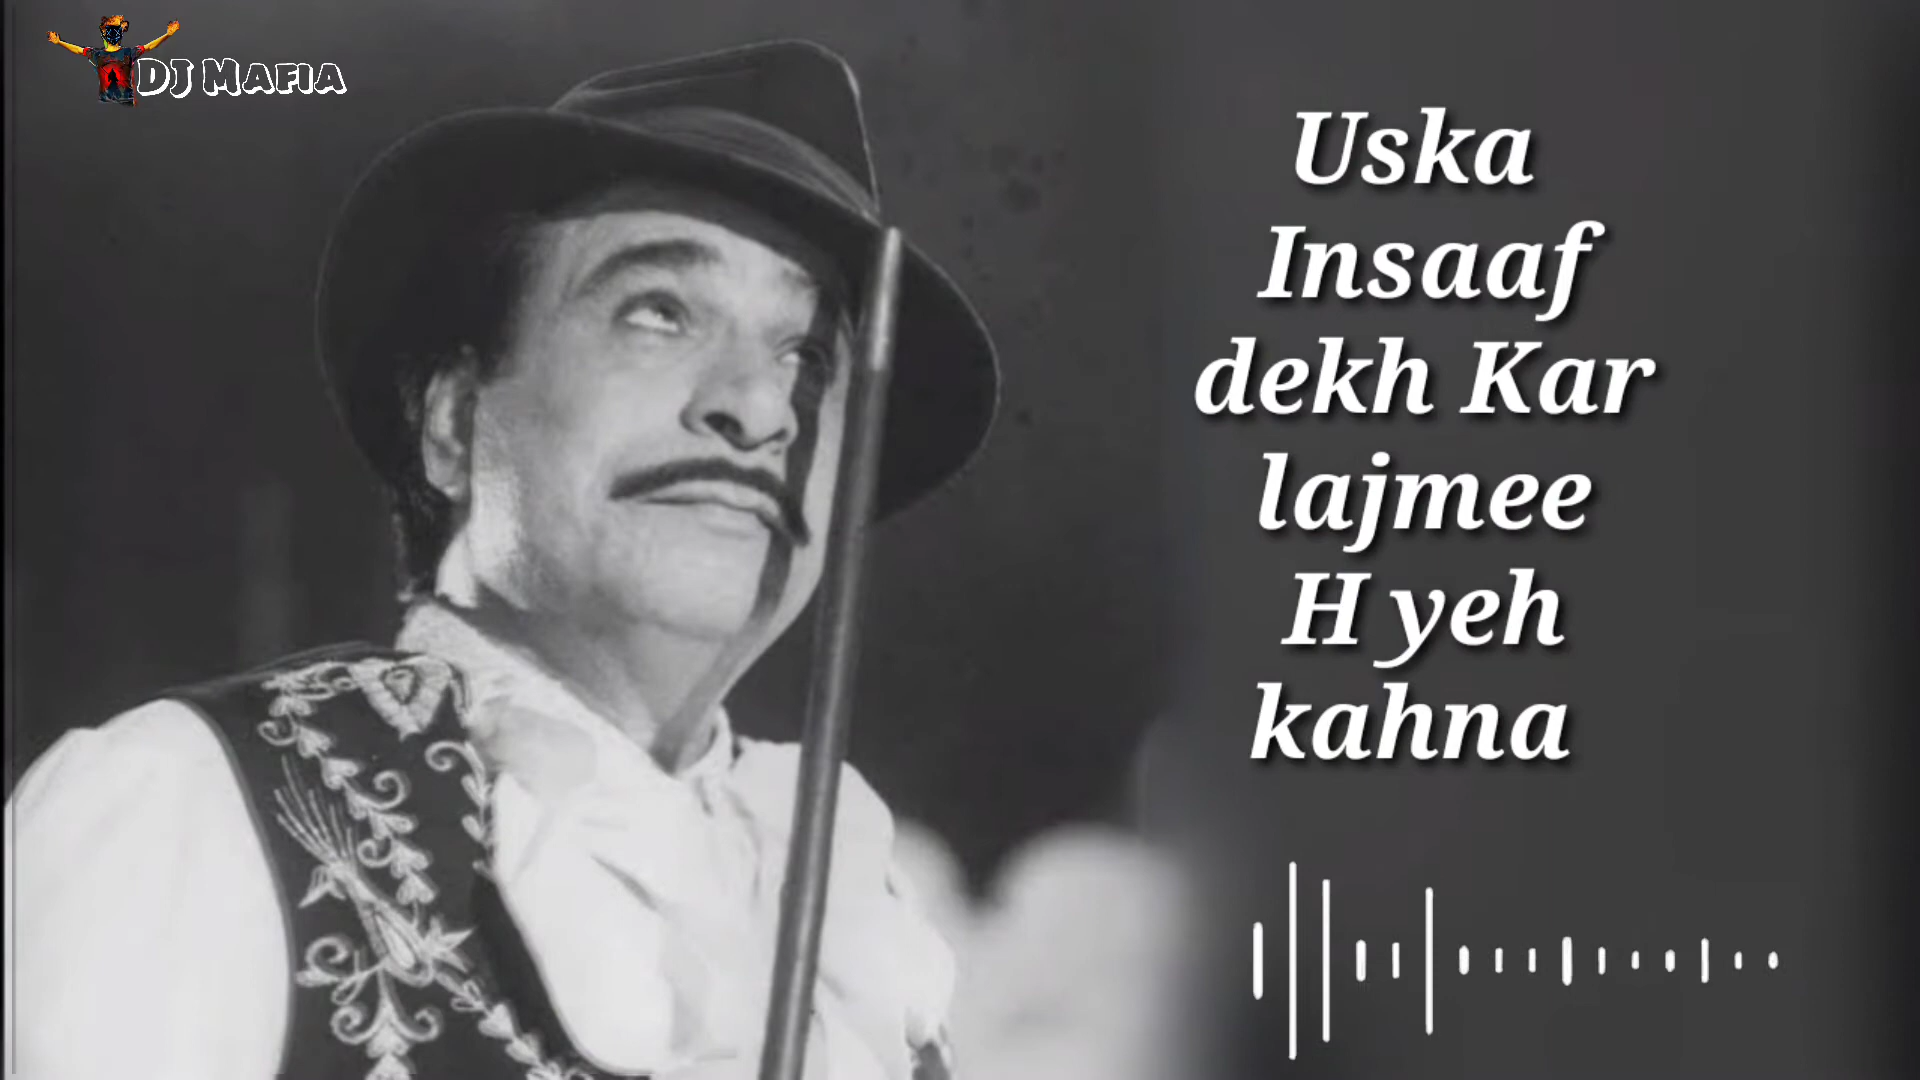 DJ MAFIA
Uska
Insaaf
dekh Kar
lajmee
H yeh
kahna